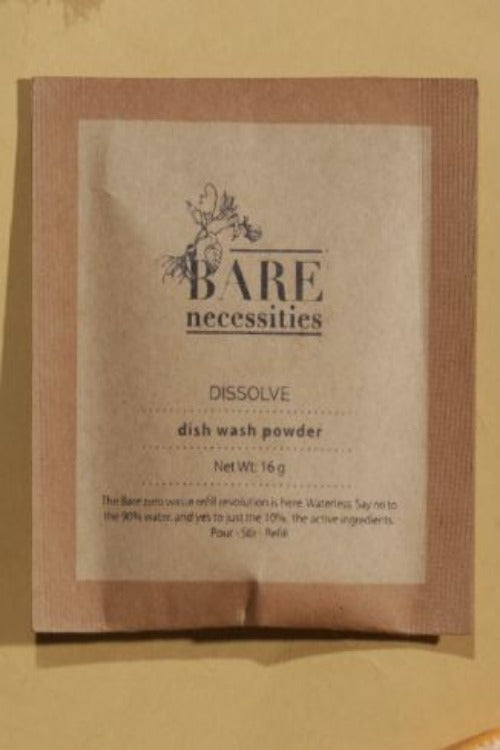 BARE
necessities
DISSOLVE
dish wash powder
Net Wt: 16 g
The Bare zero waste refill revolution is here. Waterless. Say no to
the 90% water, and yes to just the 10%, the active ingredients.
Pour · Stir · Refill